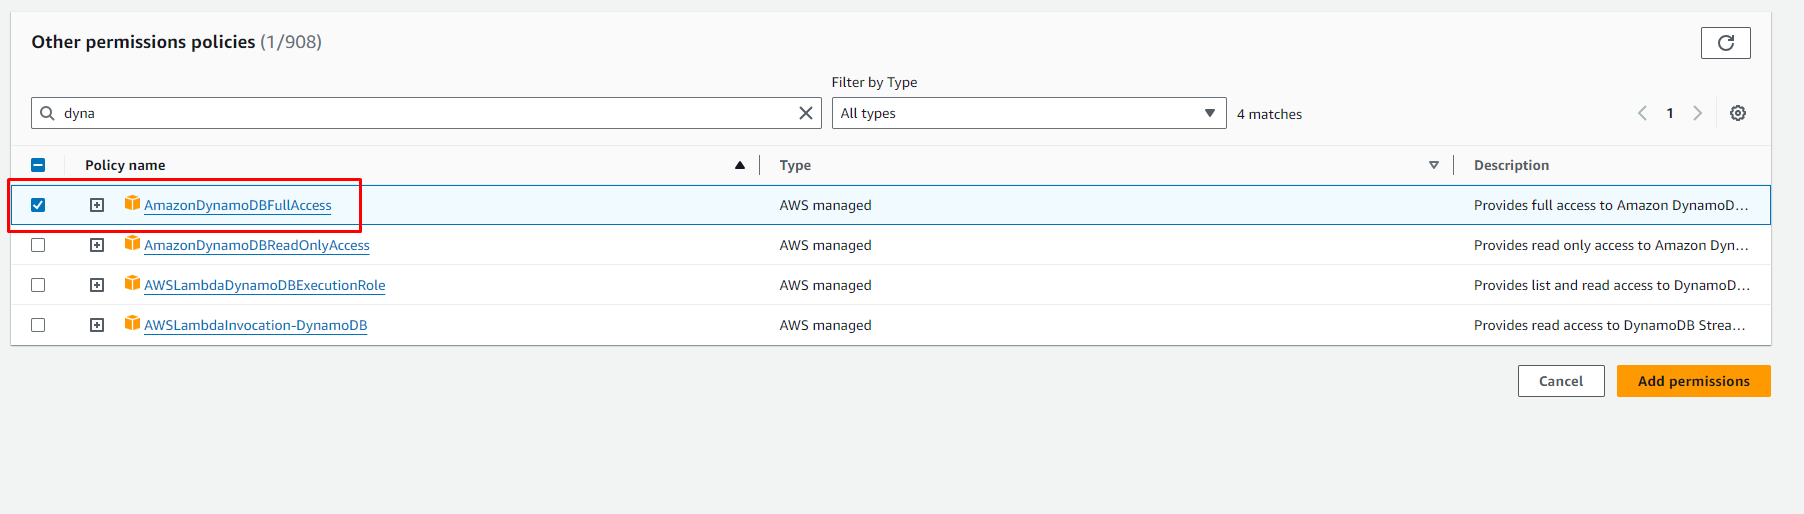 Other permissions policies (1/908)
Filter by Type
dyna
All types
4 matches
1
Policy name
Type
Description
AmazonDynamoDBFullAccess
AWS managed
Provides full access to Amazon DynamoD...
AmazonDynamoDBReadOnlyAccess
AWS managed
Provides read only access to Amazon Dyn...
AWSLambdaDynamoDBExecutionRole
AWS managed
Provides list and read access to DynamoD...
AWSLambdaInvocation-DynamoDB
AWS managed
Provides read access to DynamoDB Strea...
Cancel
Add permissions